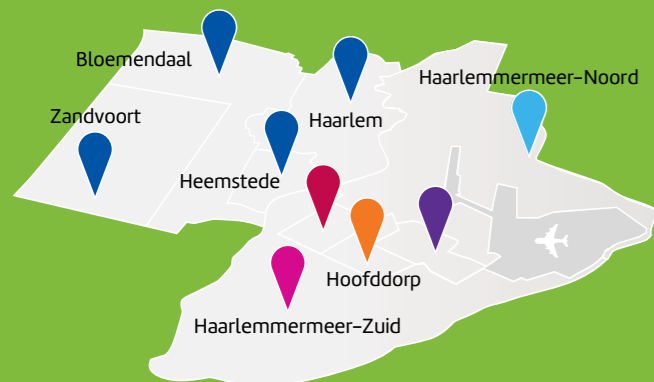 Bloemendaal
Haarlemmermeer-Noord
Zandvoort
Haarlem
Heemstede
Hoofddorp
Haarlemmermeer-Zuid